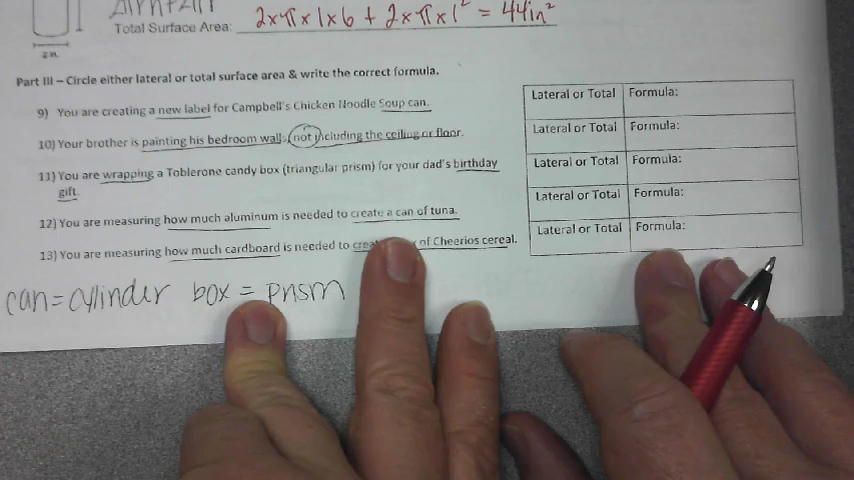 2×π×1×6 + 2×π×1² = 44in²
Total Surface Area:
2 in.
Part III – Circle either lateral or total surface area & write the correct formula.
9) You are creating a new label for Campbell's Chicken Noodle Soup can.
10) Your brother is painting his bedroom walls, not including the ceiling or floor.
11) You are wrapping a Toblerone candy box (triangular prism) for your dad's birthday
gift.
12) You are measuring how much aluminum is needed to create a can of tuna.
13) You are measuring how much cardboard is needed to of Cheerios cereal.
Lateral or Total Formula:
Lateral or Total Formula:
Lateral or Total Formula:
Lateral or Total Formula:
Lateral or Total Formula:
can = cylinder box = prism